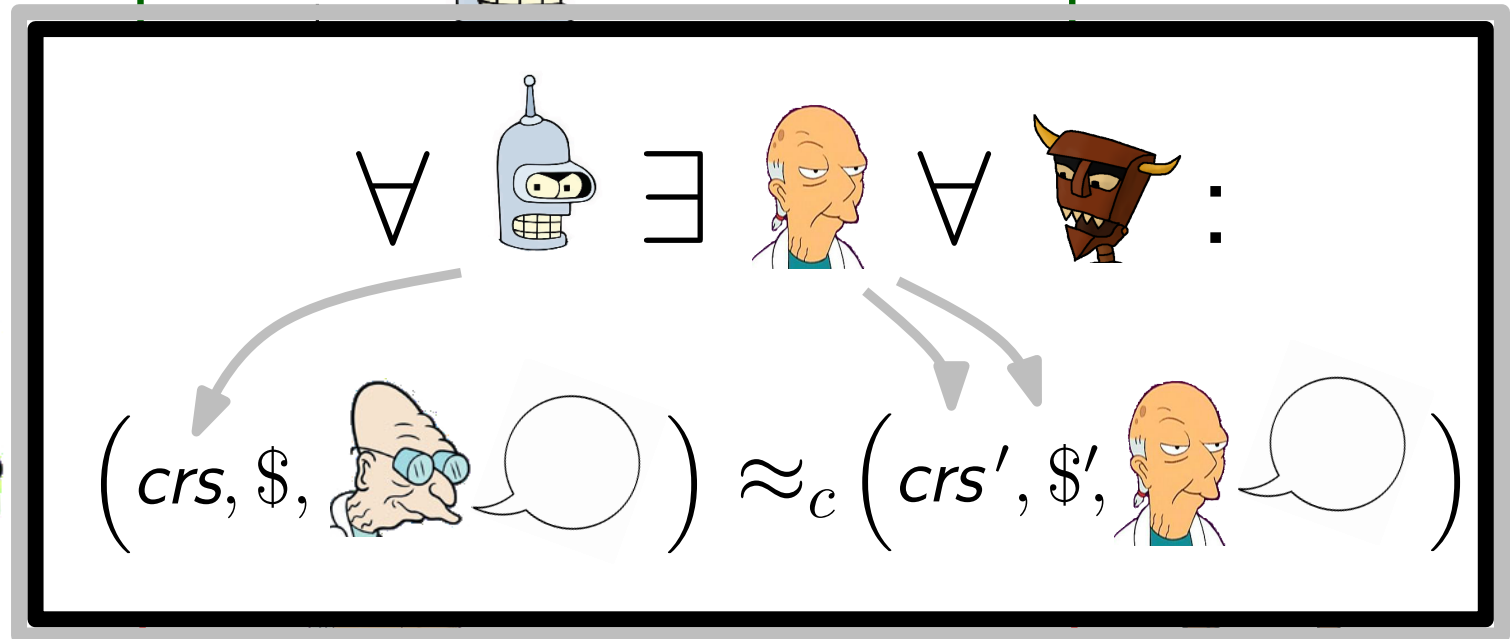 ∀ ∃ ∀ :
(crs, $, ) ≈c (crs′, $′, )